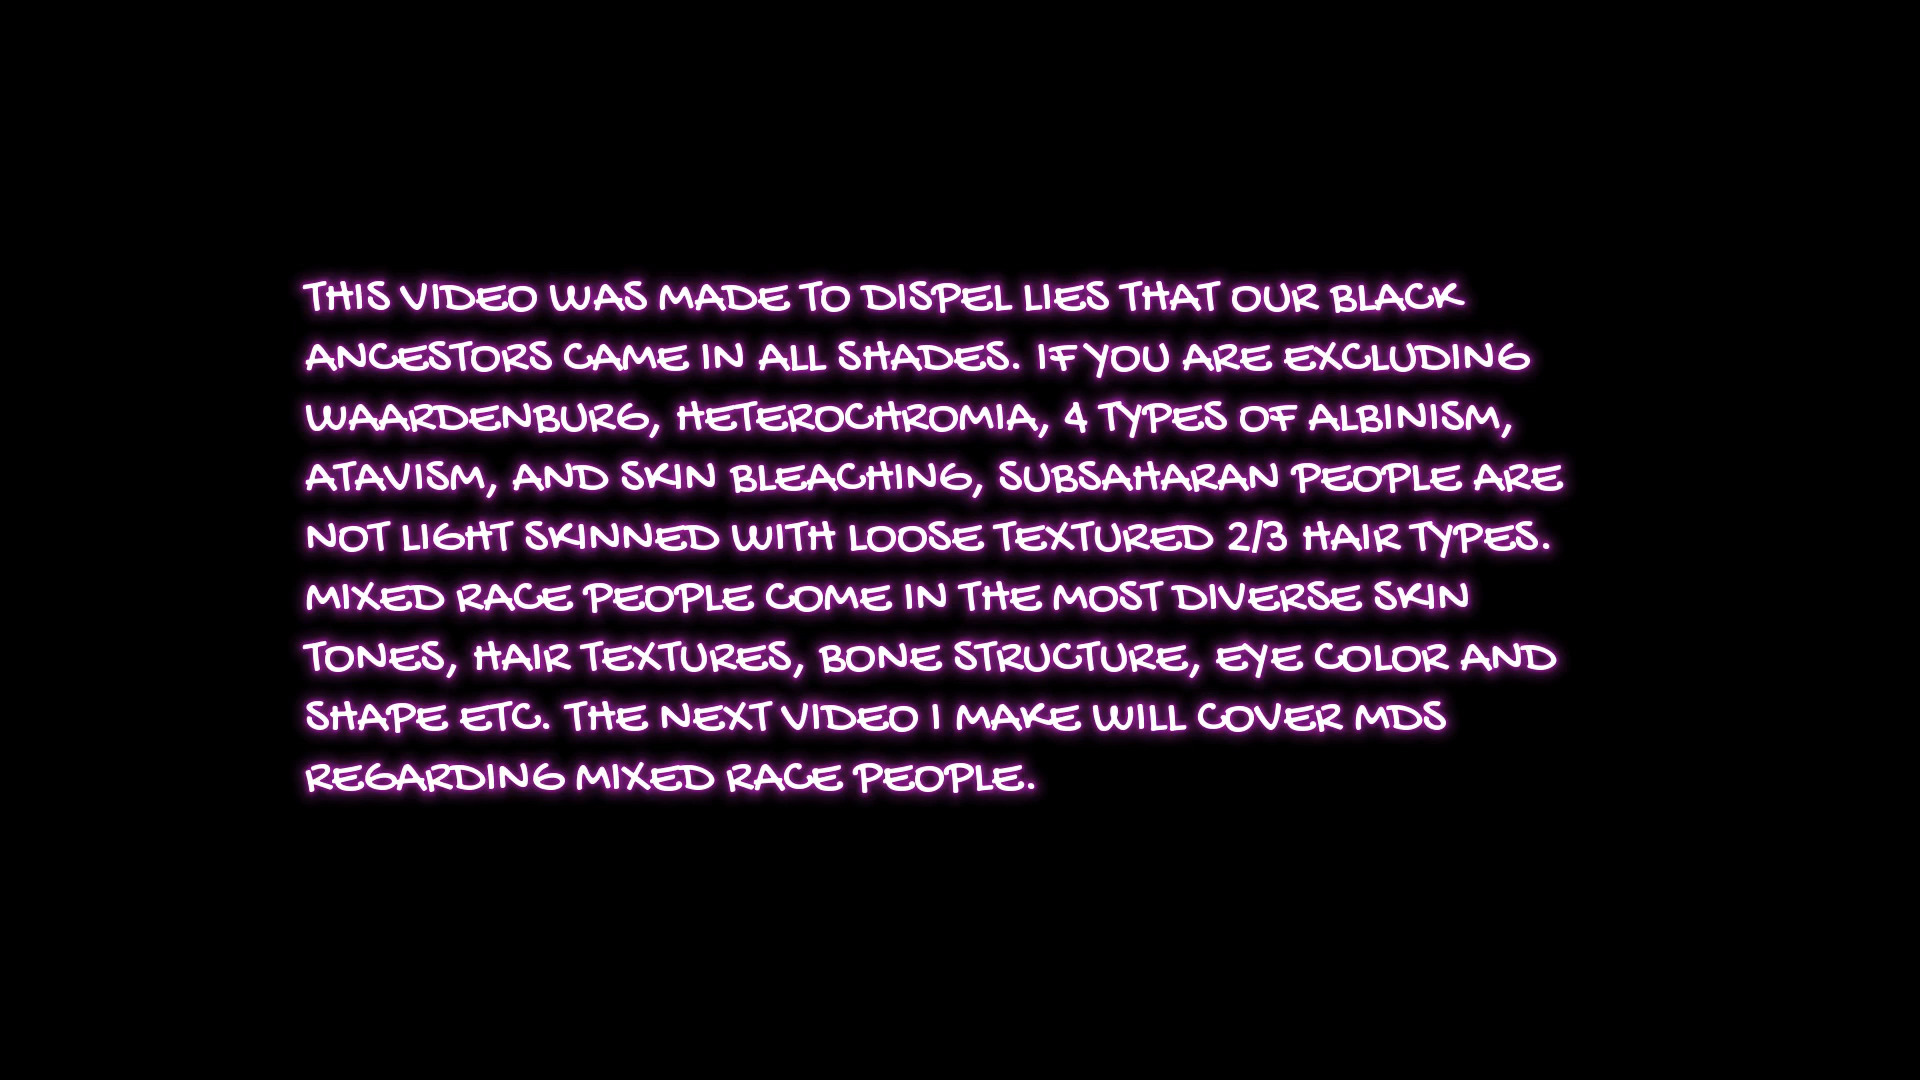 THIS VIDEO WAS MADE TO DISPEL LIES THAT OUR BLACK
ANCESTORS CAME IN ALL SHADES. IF YOU ARE EXCLUDING
WAARDENBURG, HETEROCHROMIA, 4 TYPES OF ALBINISM,
ATAVISM, AND SKIN BLEACHING, SUBSAHARAN PEOPLE ARE
NOT LIGHT SKINNED WITH LOOSE TEXTURED 2/3 HAIR TYPES.
MIXED RACE PEOPLE COME IN THE MOST DIVERSE SKIN
TONES, HAIR TEXTURES, BONE STRUCTURE, EYE COLOR AND
SHAPE ETC. THE NEXT VIDEO I MAKE WILL COVER MDS
REGARDING MIXED RACE PEOPLE.